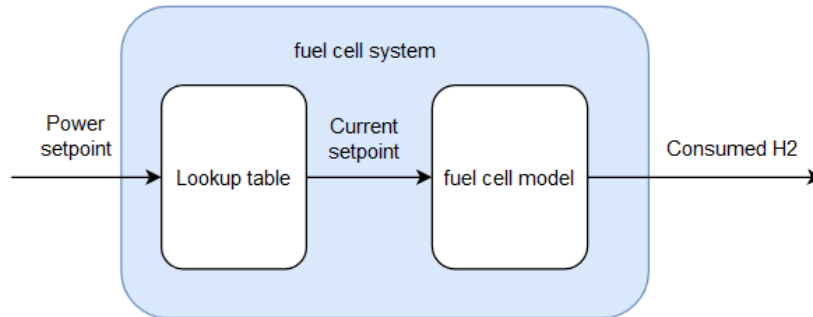 fuel cell system
Power
setpoint
Lookup table
Current
setpoint
fuel cell model
Consumed H2